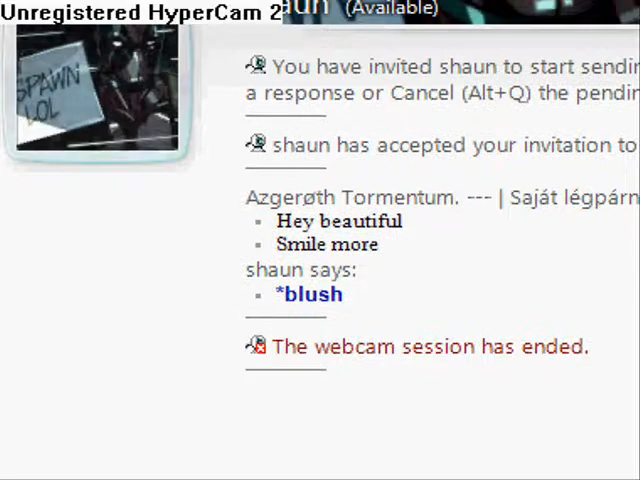 Unregistered HyperCam 2
(Available)
SPAWN
LOL
You have invited shaun to start sendin
a response or Cancel (Alt+Q) the pendin
shaun has accepted your invitation to
Azgerøth Tormentum. --- | Saját légpárn
Hey beautiful
Smile more
shaun says:
*blush
The webcam session has ended.